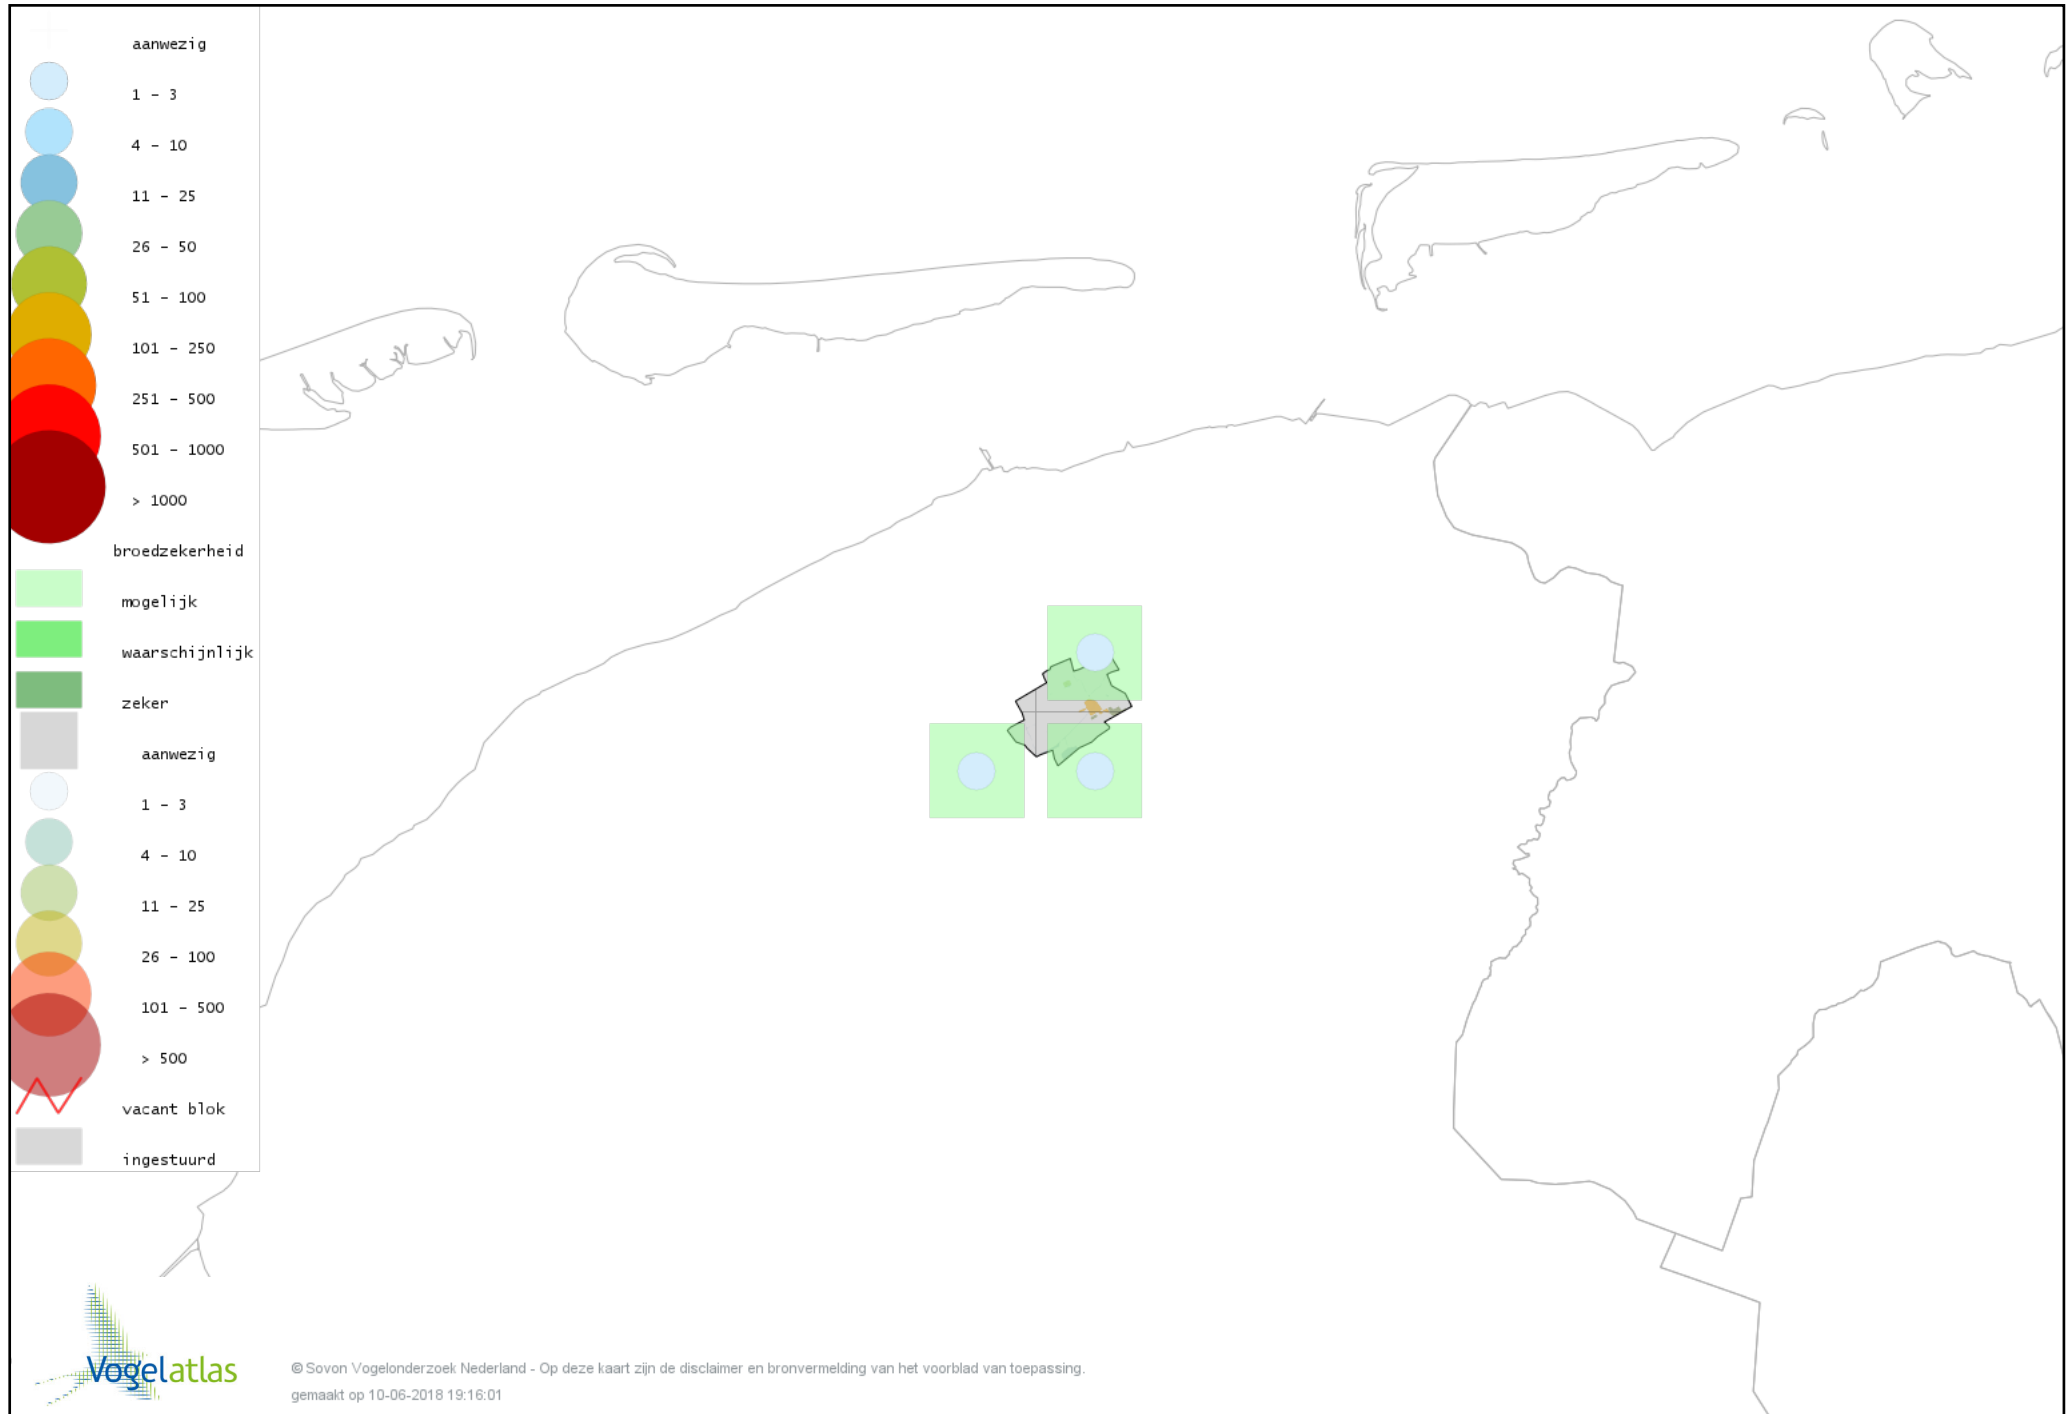 aanwezig
1 - 3
4 - 10
11 - 25
26 - 50
51 - 100
101 - 250
251 - 500
501 - 1000
> 1000
broedzekerheid
mogelijk
waarschijnlijk
zeker
aanwezig
1 - 3
4 - 10
11 - 25
26 - 100
101 - 500
> 500
vacant blok
ingestuurd
Vogelatlas
© Sovon Vogelonderzoek Nederland - Op deze kaart zijn de disclaimer en bronvermelding van het voorblad van toepassing.
gemaakt op 10-06-2018 19:16:01